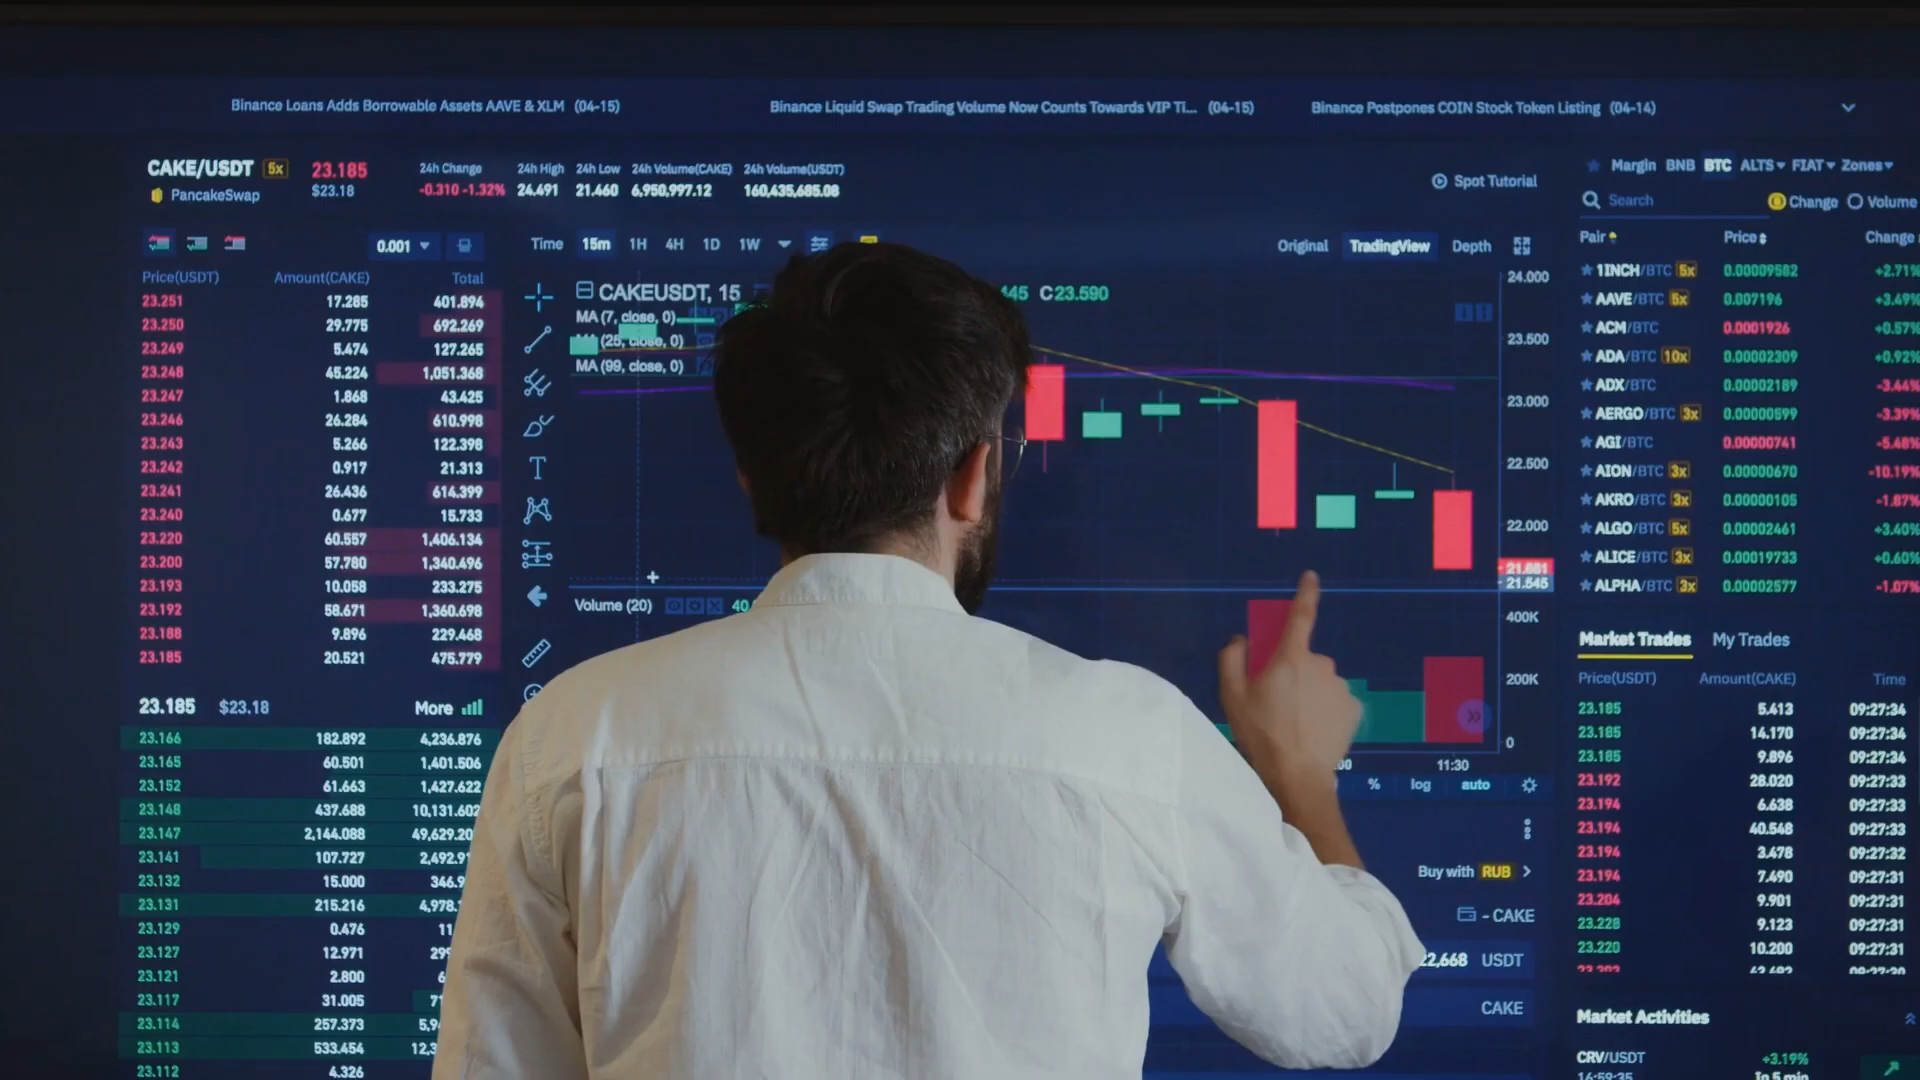 Binance Loans Adds Borrowable Assets AAVE & XLM (04-15)
Binance Liquid Swap Trading Volume Now Counts Towards VIP Ti... (04-15)
Binance Postpones COIN Stock Token Listing (04-14)
CAKE/USDT 5x 23.185
PancakeSwap $23.18
24h Change 24h High 24h Low 24h Volume(CAKE) 24h Volume(USDT)
-0.310 -1.32% 24.491 21.460 6,950,997.12 160,435,685.08
Spot Tutorial
0.001
Price(USDT) Amount(CAKE) Total
23.251 17.285 401.894
23.250 29.775 692.269
23.249 5.474 127.265
23.248 45.224 1,051.368
23.247 1.868 43.425
23.246 26.284 610.998
23.243 5.266 122.398
23.242 0.917 21.313
23.241 26.436 614.399
23.240 0.677 15.733
23.220 60.557 1,406.134
23.200 57.780 1,340.496
23.193 10.058 233.275
23.192 58.671 1,360.698
23.188 9.896 229.468
23.185 20.521 475.779
23.185 $23.18 More
23.166 182.892 4,236.876
23.165 60.501 1,401.506
23.152 61.663 1,427.622
23.148 437.688 10,131.602
23.147 2,144.088 49,629.20
23.141 107.727 2,492.9
23.132 15.000 346.9
23.131 215.216 4,978.
23.129 0.476 11
23.127 12.971 29
23.121 2.800 6
23.117 31.005 7
23.114 257.373 5,9
23.113 533.454 12,3
23.112 4.326
Time 15m 1H 4H 1D 1W
Original TradingView Depth
CAKEUSDT, 15
445 C23.590
MA (7, close, 0)
(25, close, 0)
MA (99, close, 0)
24.000
23.500
23.000
22.500
22.000
21.681
21.545
Volume (20) 40
400K
200K
0
:00 11:30
% log auto
Buy with RUB
- CAKE
22,668 USDT
CAKE
Margin BNB BTC ALTS FIAT Zones
Search Change Volume
Pair Price Change
1INCH/BTC 5x 0.00009582 +2.71%
AAVE/BTC 5x 0.007196 +3.49%
ACM/BTC 0.0001926 +0.57%
ADA/BTC 10x 0.00002309 +0.92%
ADX/BTC 0.00002189 -3.44%
AERGO/BTC 3x 0.00000599 -3.39%
AGI/BTC 0.00000741 -5.48%
AION/BTC 3x 0.00000670 -10.19%
AKRO/BTC 3x 0.00000105 -1.87%
ALGO/BTC 5x 0.00002461 +3.40%
ALICE/BTC 3x 0.00019733 +0.60%
ALPHA/BTC 3x 0.00002577 -1.07%
Market Trades My Trades
Price(USDT) Amount(CAKE) Time
23.185 5.413 09:27:34
23.185 14.170 09:27:34
23.185 9.896 09:27:34
23.192 28.020 09:27:33
23.194 6.638 09:27:33
23.194 40.548 09:27:33
23.194 3.478 09:27:32
23.194 7.490 09:27:31
23.204 9.901 09:27:31
23.228 9.123 09:27:31
23.220 10.200 09:27:31
Market Activities
CRV/USDT +3.19%
16:59:35 In 5 min